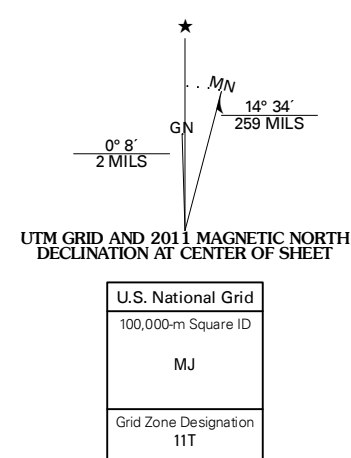 MN
14° 34´
259 MILS
GN
0° 8´
2 MILS
UTM GRID AND 2011 MAGNETIC NORTH
DECLINATION AT CENTER OF SHEET
U.S. National Grid
100,000-m Square ID
MJ
Grid Zone Designation
11T